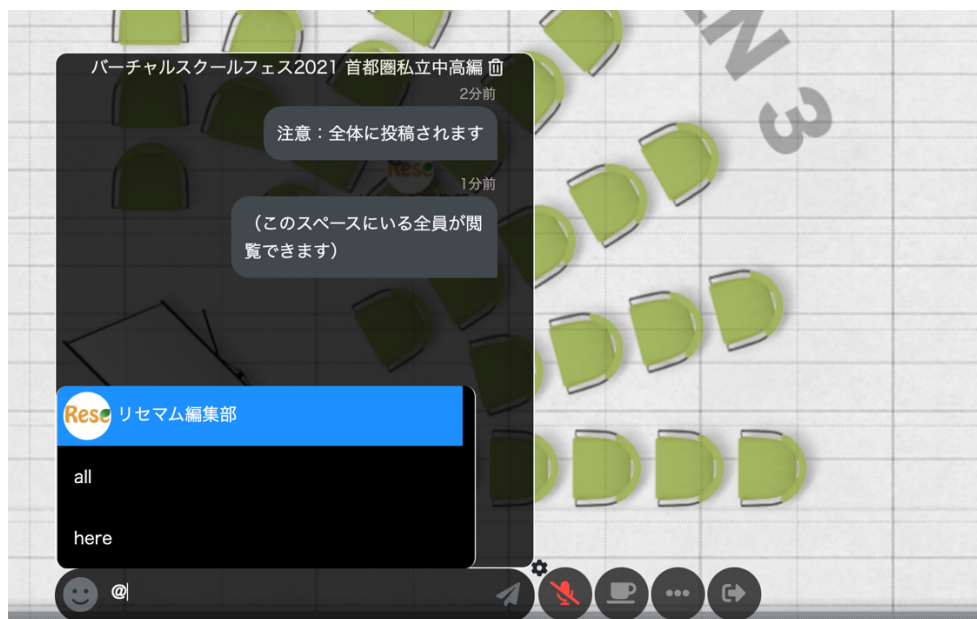 バーチャルスクールフェス2021 首都圏私立中高編
2分前
注意：全体に投稿されます
Rese
1分前
（このスペースにいる全員が閲
覧できます）
Rese リセマム編集部
all
here
@
N 3